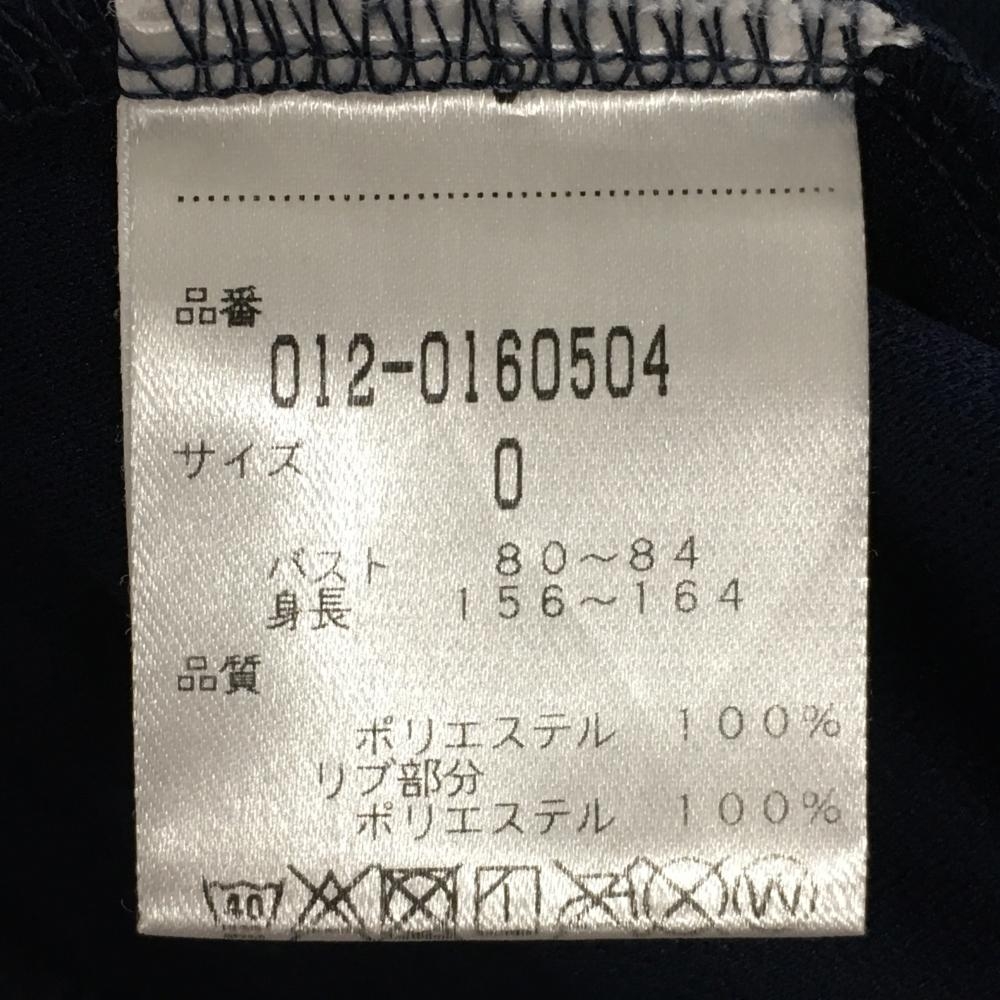 品番
012-0160504
サイズ 0
バスト 80〜84
身長 156〜164
品質
ポリエステル 100%
リブ部分
ポリエステル 100%
40